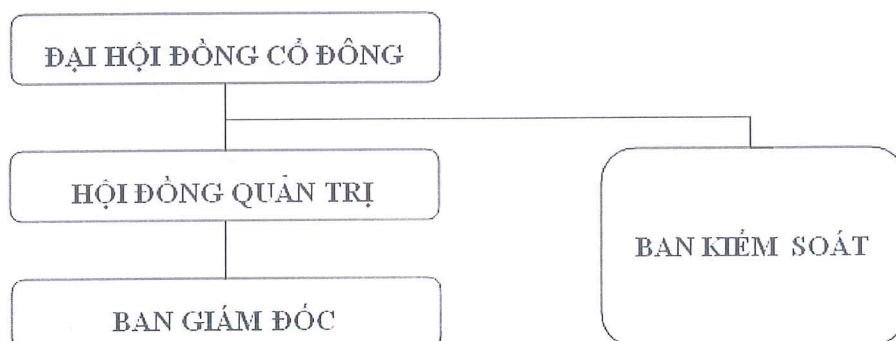 ĐẠI HỘI ĐỒNG CỔ ĐÔNG
HỘI ĐỒNG QUẢN TRỊ
BAN KIỂM SOÁT
BAN GIÁM ĐỐC